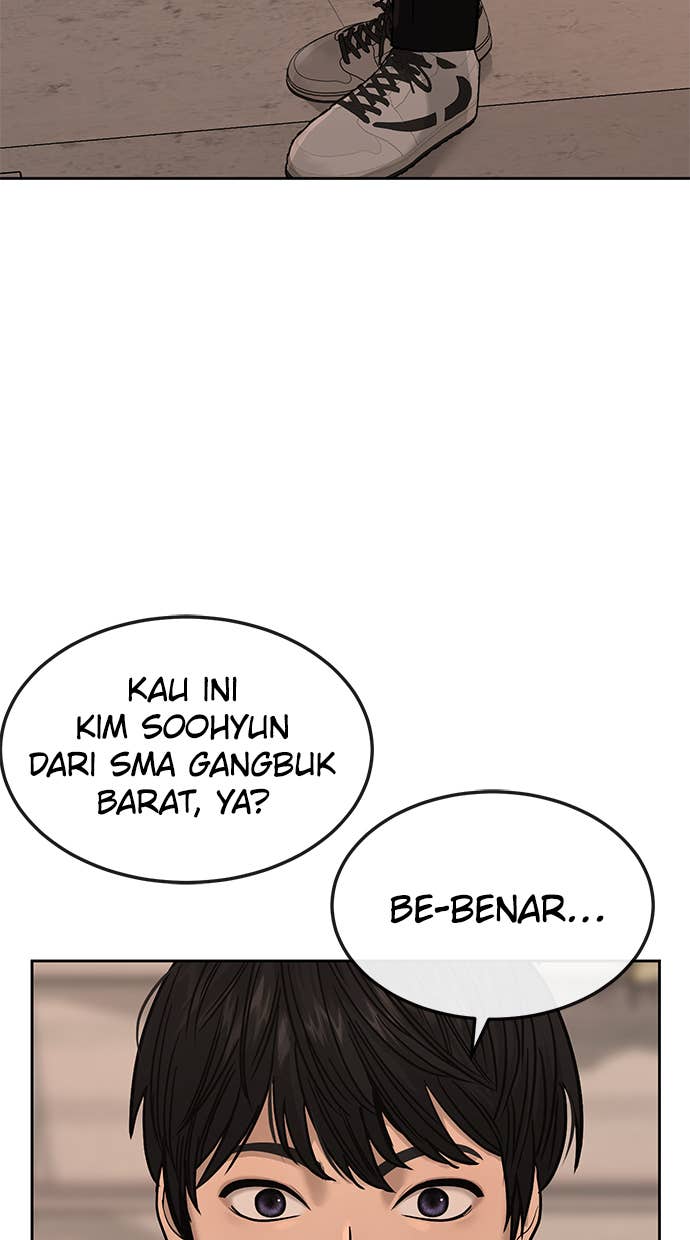 KAU INI
KIM SOOHYUN
DARI SMA GANGBUK
BARAT, YA?
BE-BENAR...